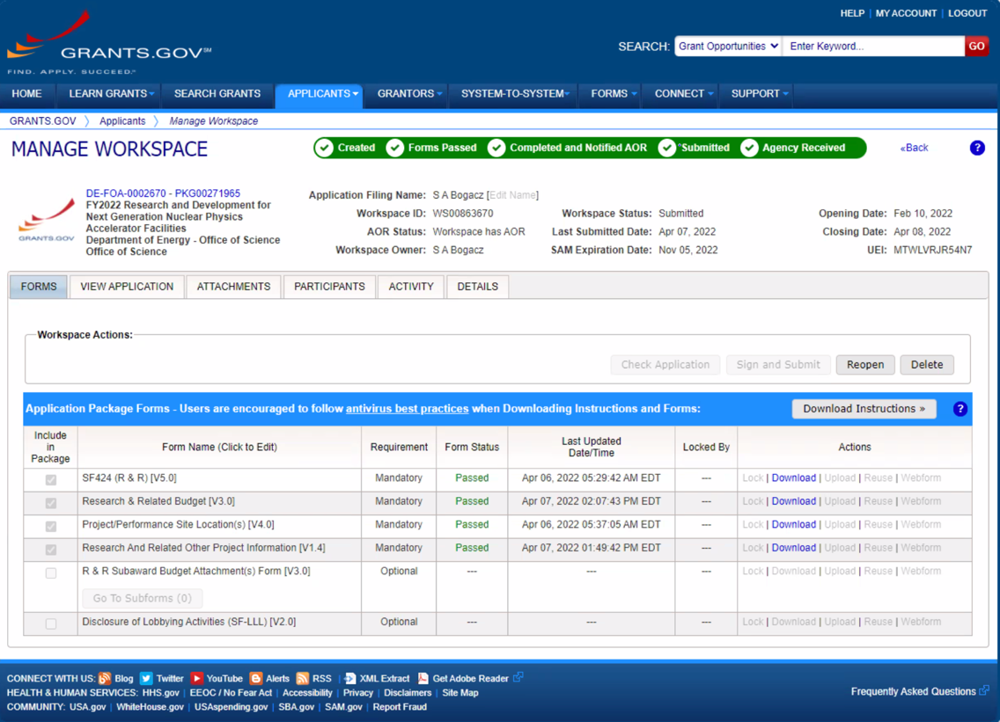 HELP | MY ACCOUNT | LOGOUT
GRANTS.GOV℠
FIND. APPLY. SUCCEED.℠
SEARCH: Grant Opportunities Enter Keyword... GO
HOME LEARN GRANTS SEARCH GRANTS APPLICANTS GRANTORS SYSTEM-TO-SYSTEM FORMS CONNECT SUPPORT
GRANTS.GOV 〉 Applicants 〉 Manage Workspace
MANAGE WORKSPACE
Created Forms Passed Completed and Notified AOR Submitted Agency Received
«Back ?
GRANTS.GOV
DE-FOA-0002670 - PKG00271965
FY2022 Research and Development for
Next Generation Nuclear Physics
Accelerator Facilities
Department of Energy - Office of Science
Office of Science
Application Filing Name: S A Bogacz [Edit Name]
Workspace ID: WS00863670 Workspace Status: Submitted Opening Date: Feb 10, 2022
AOR Status: Workspace has AOR Last Submitted Date: Apr 07, 2022 Closing Date: Apr 08, 2022
Workspace Owner: S A Bogacz SAM Expiration Date: Nov 05, 2022 UEI: MTWLVRJR54N7
FORMS VIEW APPLICATION ATTACHMENTS PARTICIPANTS ACTIVITY DETAILS
Workspace Actions:
Check Application Sign and Submit Reopen Delete
Application Package Forms - Users are encouraged to follow antivirus best practices when Downloading Instructions and Forms: Download Instructions » ?
Include in Package Form Name (Click to Edit) Requirement Form Status Last Updated Date/Time Locked By Actions
SF424 (R & R) [V5.0] Mandatory Passed Apr 06, 2022 05:29:42 AM EDT --- Lock | Download | Upload | Reuse | Webform
Research & Related Budget [V3.0] Mandatory Passed Apr 07, 2022 02:07:43 PM EDT --- Lock | Download | Upload | Reuse | Webform
Project/Performance Site Location(s) [V4.0] Mandatory Passed Apr 06, 2022 05:37:05 AM EDT --- Lock | Download | Upload | Reuse | Webform
Research And Related Other Project Information [V1.4] Mandatory Passed Apr 07, 2022 01:49:42 PM EDT --- Lock | Download | Upload | Reuse | Webform
R & R Subaward Budget Attachment(s) Form [V3.0] Optional --- --- --- Lock | Download | Upload | Reuse | Webform
Go To Subforms (0)
Disclosure of Lobbying Activities (SF-LLL) [V2.0] Optional --- --- --- Lock | Download | Upload | Reuse | Webform
CONNECT WITH US: Blog Twitter YouTube Alerts RSS | XML Extract Get Adobe Reader
HEALTH & HUMAN SERVICES: HHS.gov | EEOC / No Fear Act | Accessibility | Privacy | Disclaimers | Site Map
Frequently Asked Questions
COMMUNITY: USA.gov | WhiteHouse.gov | USAspending.gov | SBA.gov | SAM.gov | Report Fraud